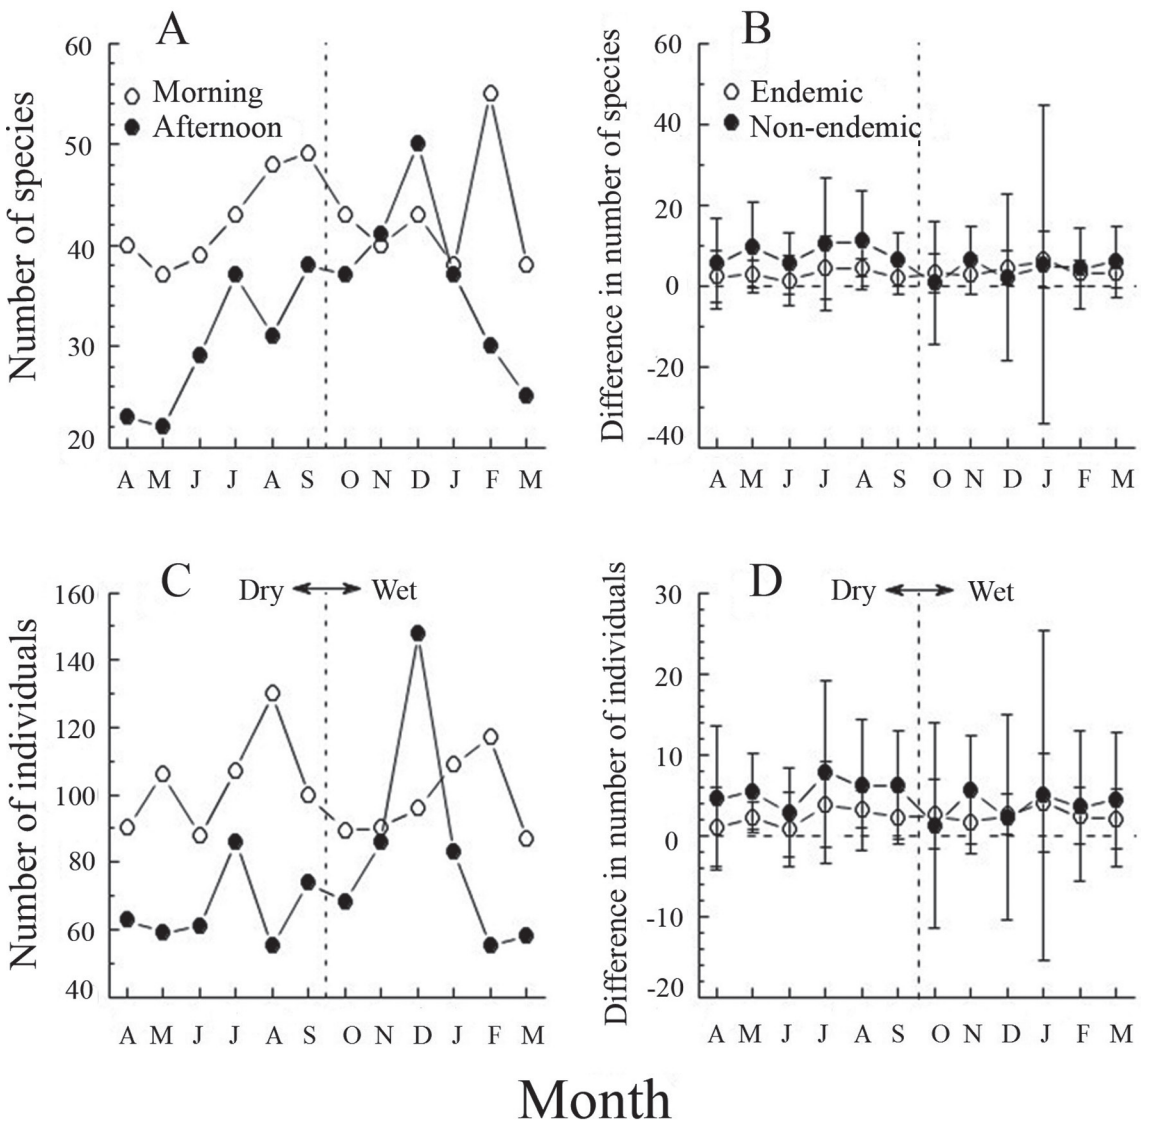 A
Number of species
60
50
40
30
20
Morning
Afternoon
A M J J A S O N D J F M
B
Difference in number of species
60
40
20
0
-20
-40
Endemic
Non-endemic
A M J J A S O N D J F M
C
Dry Wet
Number of individuals
160
140
120
100
80
60
40
A M J J A S O N D J F M
D
Dry Wet
Difference in number of individuals
30
20
10
0
-10
-20
A M J J A S O N D J F M
Month